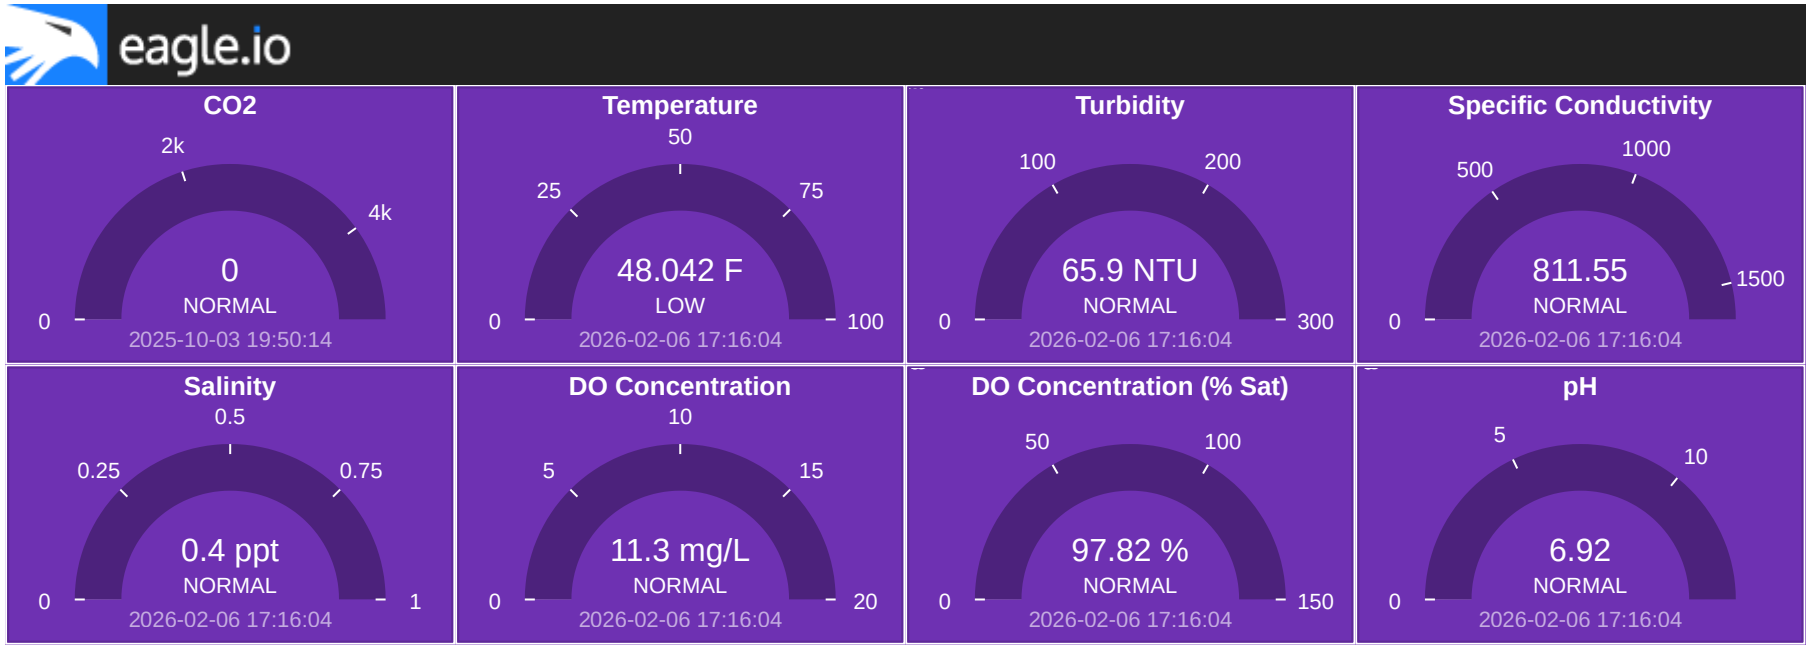 eagle.io
CO2
2k
4k
0
NORMAL
0
2025-10-03 19:50:14
Temperature
50
25
75
48.042 F
LOW
0
100
2026-02-06 17:16:04
Turbidity
100
200
65.9 NTU
NORMAL
0
300
2026-02-06 17:16:04
Specific Conductivity
1000
500
811.55
1500
NORMAL
0
2026-02-06 17:16:04
Salinity
0.5
0.25
0.75
0.4 ppt
NORMAL
0
1
2026-02-06 17:16:04
DO Concentration
10
5
15
11.3 mg/L
NORMAL
0
20
2026-02-06 17:16:04
DO Concentration (% Sat)
50
100
97.82 %
NORMAL
0
150
2026-02-06 17:16:04
pH
5
10
6.92
NORMAL
0
2026-02-06 17:16:04